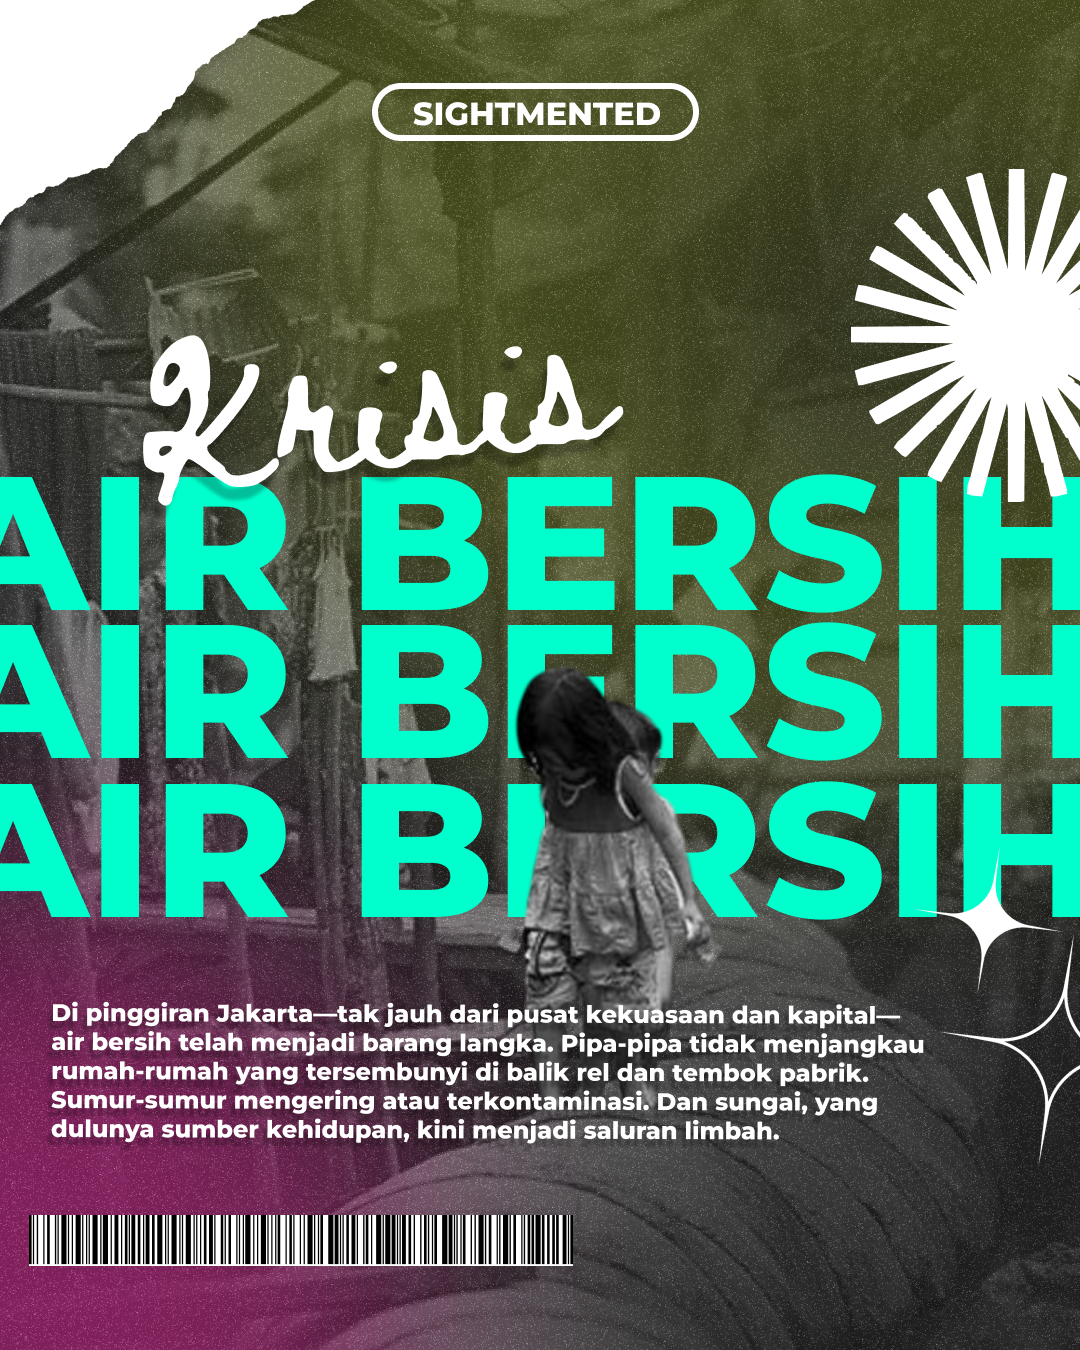 SIGHTMENTED
Krisis
AIR BERSIH
AIR BERSIH
AIR BERSIH
Di pinggiran Jakarta—tak jauh dari pusat kekuasaan dan kapital—
air bersih telah menjadi barang langka. Pipa-pipa tidak menjangkau
rumah-rumah yang tersembunyi di balik rel dan tembok pabrik.
Sumur-sumur mengering atau terkontaminasi. Dan sungai, yang
dulunya sumber kehidupan, kini menjadi saluran limbah.